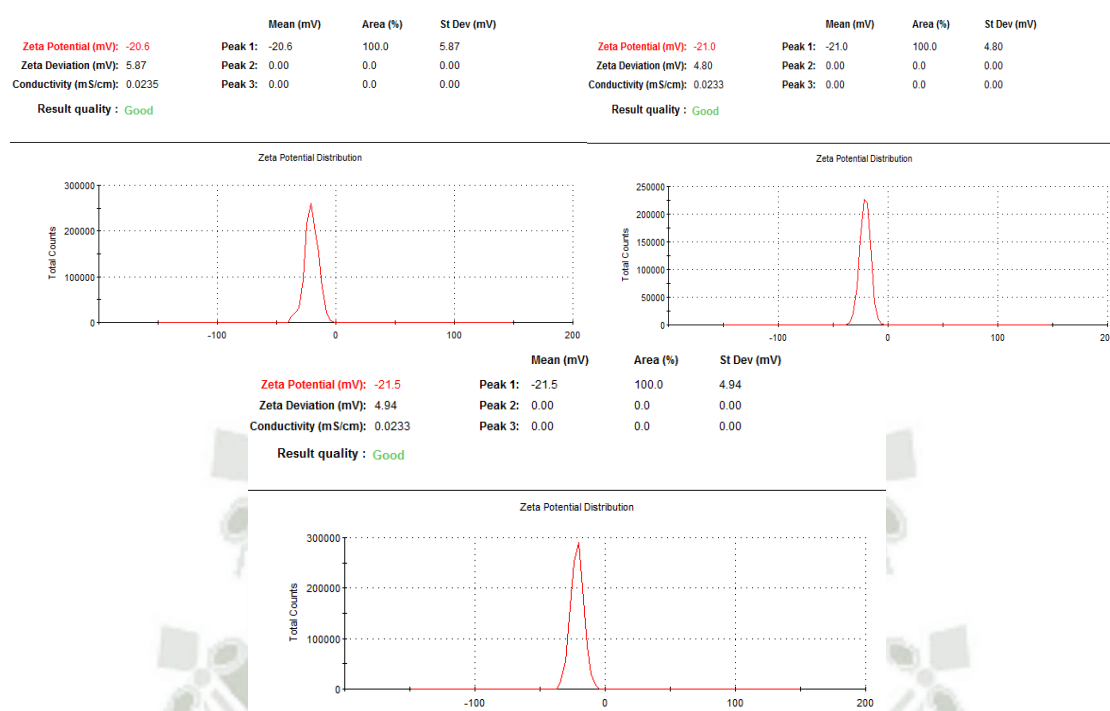 Mean (mV) Area (%) St Dev (mV)
Zeta Potential (mV): -20.6 Peak 1: -20.6 100.0 5.87
Zeta Deviation (mV): 5.87 Peak 2: 0.00 0.0 0.00
Conductivity (mS/cm): 0.0235 Peak 3: 0.00 0.0 0.00
Result quality : Good
Zeta Potential Distribution
300000
200000
100000
0
Total Counts
-100 0 100 200
Mean (mV) Area (%) St Dev (mV)
Zeta Potential (mV): -21.0 Peak 1: -21.0 100.0 4.80
Zeta Deviation (mV): 4.80 Peak 2: 0.00 0.0 0.00
Conductivity (mS/cm): 0.0233 Peak 3: 0.00 0.0 0.00
Result quality : Good
Zeta Potential Distribution
250000
200000
150000
100000
50000
0
Total Counts
-100 0 100 20
Mean (mV) Area (%) St Dev (mV)
Zeta Potential (mV): -21.5 Peak 1: -21.5 100.0 4.94
Zeta Deviation (mV): 4.94 Peak 2: 0.00 0.0 0.00
Conductivity (mS/cm): 0.0233 Peak 3: 0.00 0.0 0.00
Result quality : Good
Zeta Potential Distribution
300000
200000
100000
0
Total Counts
-100 0 100 200